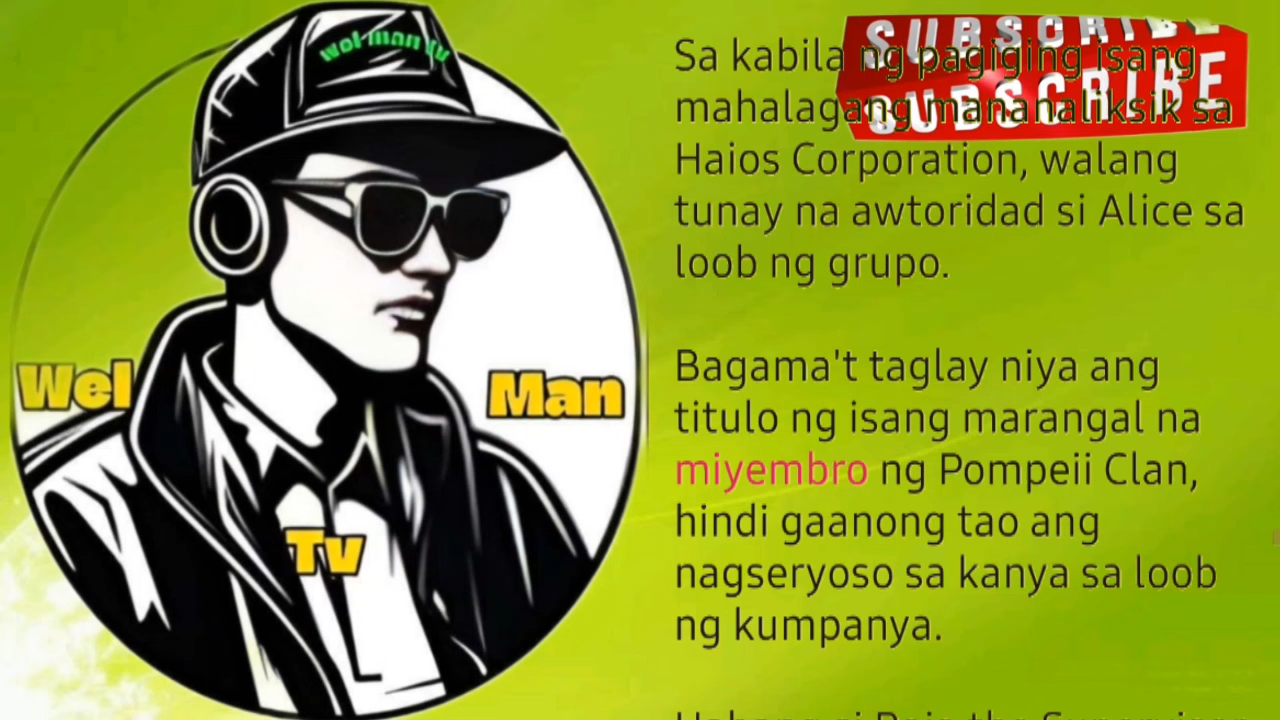 wel man tv
Wel
Man
Tv
SUBSCRIBE
SUBSCRIBE
Sa kabila ng pagiging isang
mahalagang mananaliksik sa
Haios Corporation, walang
tunay na awtoridad si Alice sa
loob ng grupo.
Bagama't taglay niya ang
titulo ng isang marangal na
miyembro ng Pompeii Clan,
hindi gaanong tao ang
nagseryoso sa kanya sa loob
ng kumpanya.